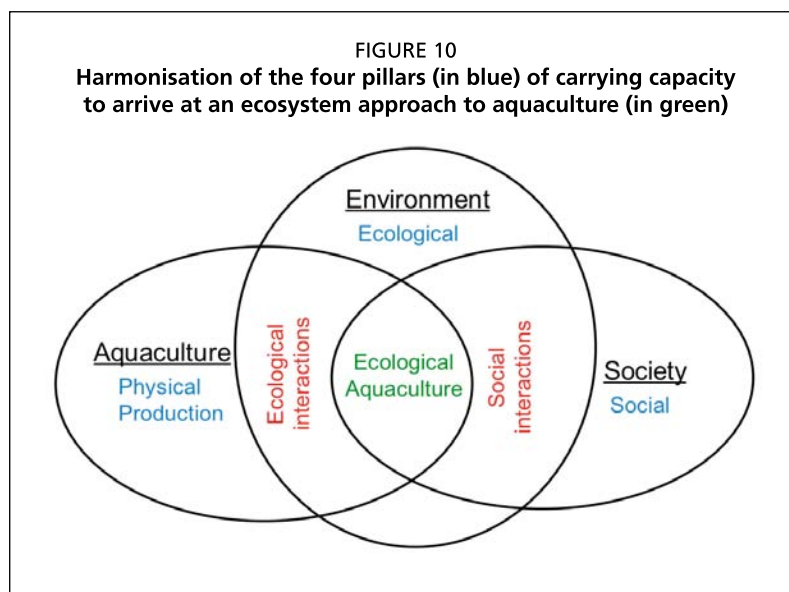 FIGURE 10
Harmonisation of the four pillars (in blue) of carrying capacity
to arrive at an ecosystem approach to aquaculture (in green)
Environment
Ecological
Aquaculture
Physical
Production
Ecological
interactions
Ecological
Aquaculture
Social
interactions
Society
Social